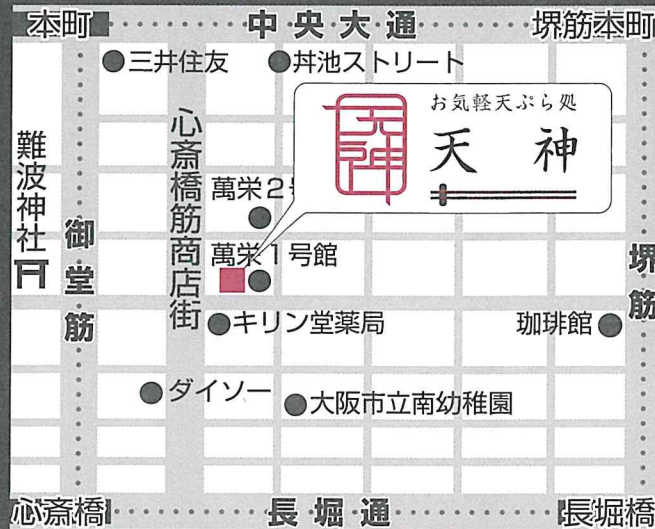 本町
中央大通
堺筋本町
三井住友
丼池ストリート
お気軽天ぷら処
天神
天神
心斎橋筋商店街
難波神社
萬栄2
御堂筋
萬栄1号館
堺筋
キリン堂薬局
珈琲館
ダイソー
大阪市立南幼稚園
心斎橋
長堀通
長堀橋